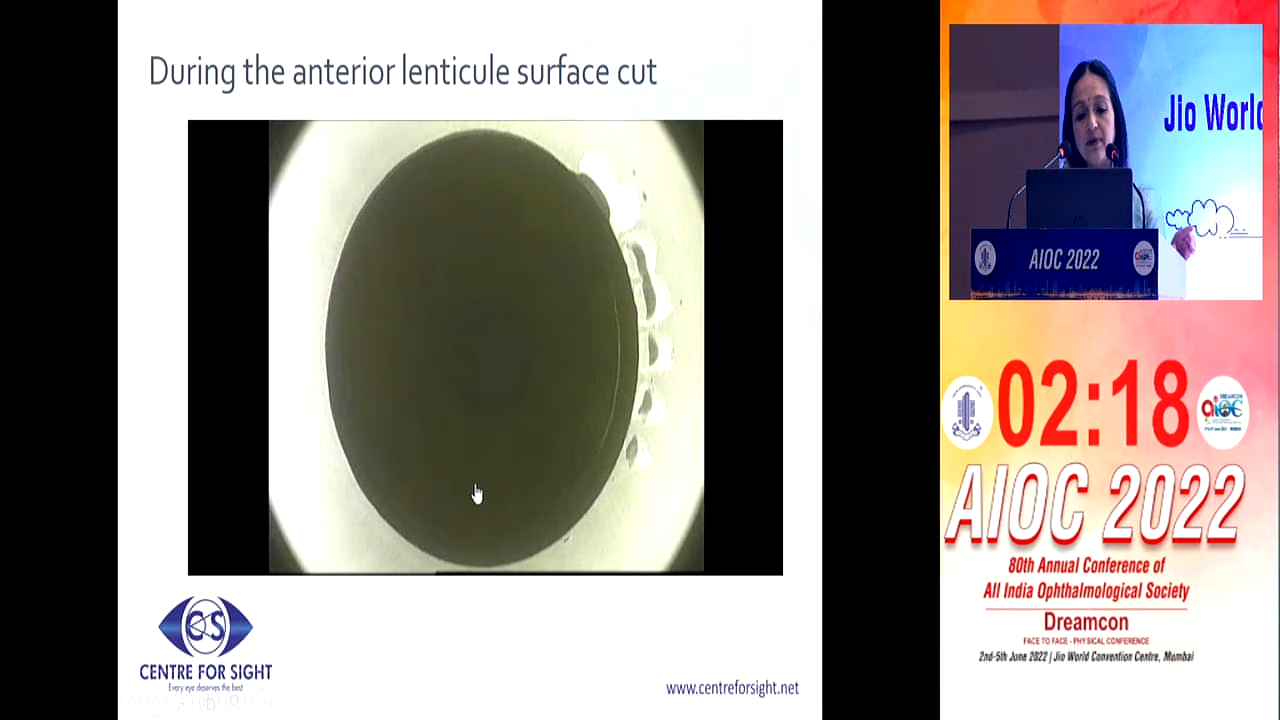 During the anterior lenticule surface cut
CS
CENTRE FOR SIGHT
Every eye deserves the best
www.centreforsight.net
Jio World
AIOC 2022
02:18
AIOC 2022
80th Annual Conference of
All India Ophthalmological Society
Dreamcon
FACE TO FACE - PHYSICAL CONFERENCE
2nd-5th June 2022 | Jio World Convention Centre, Mumbai